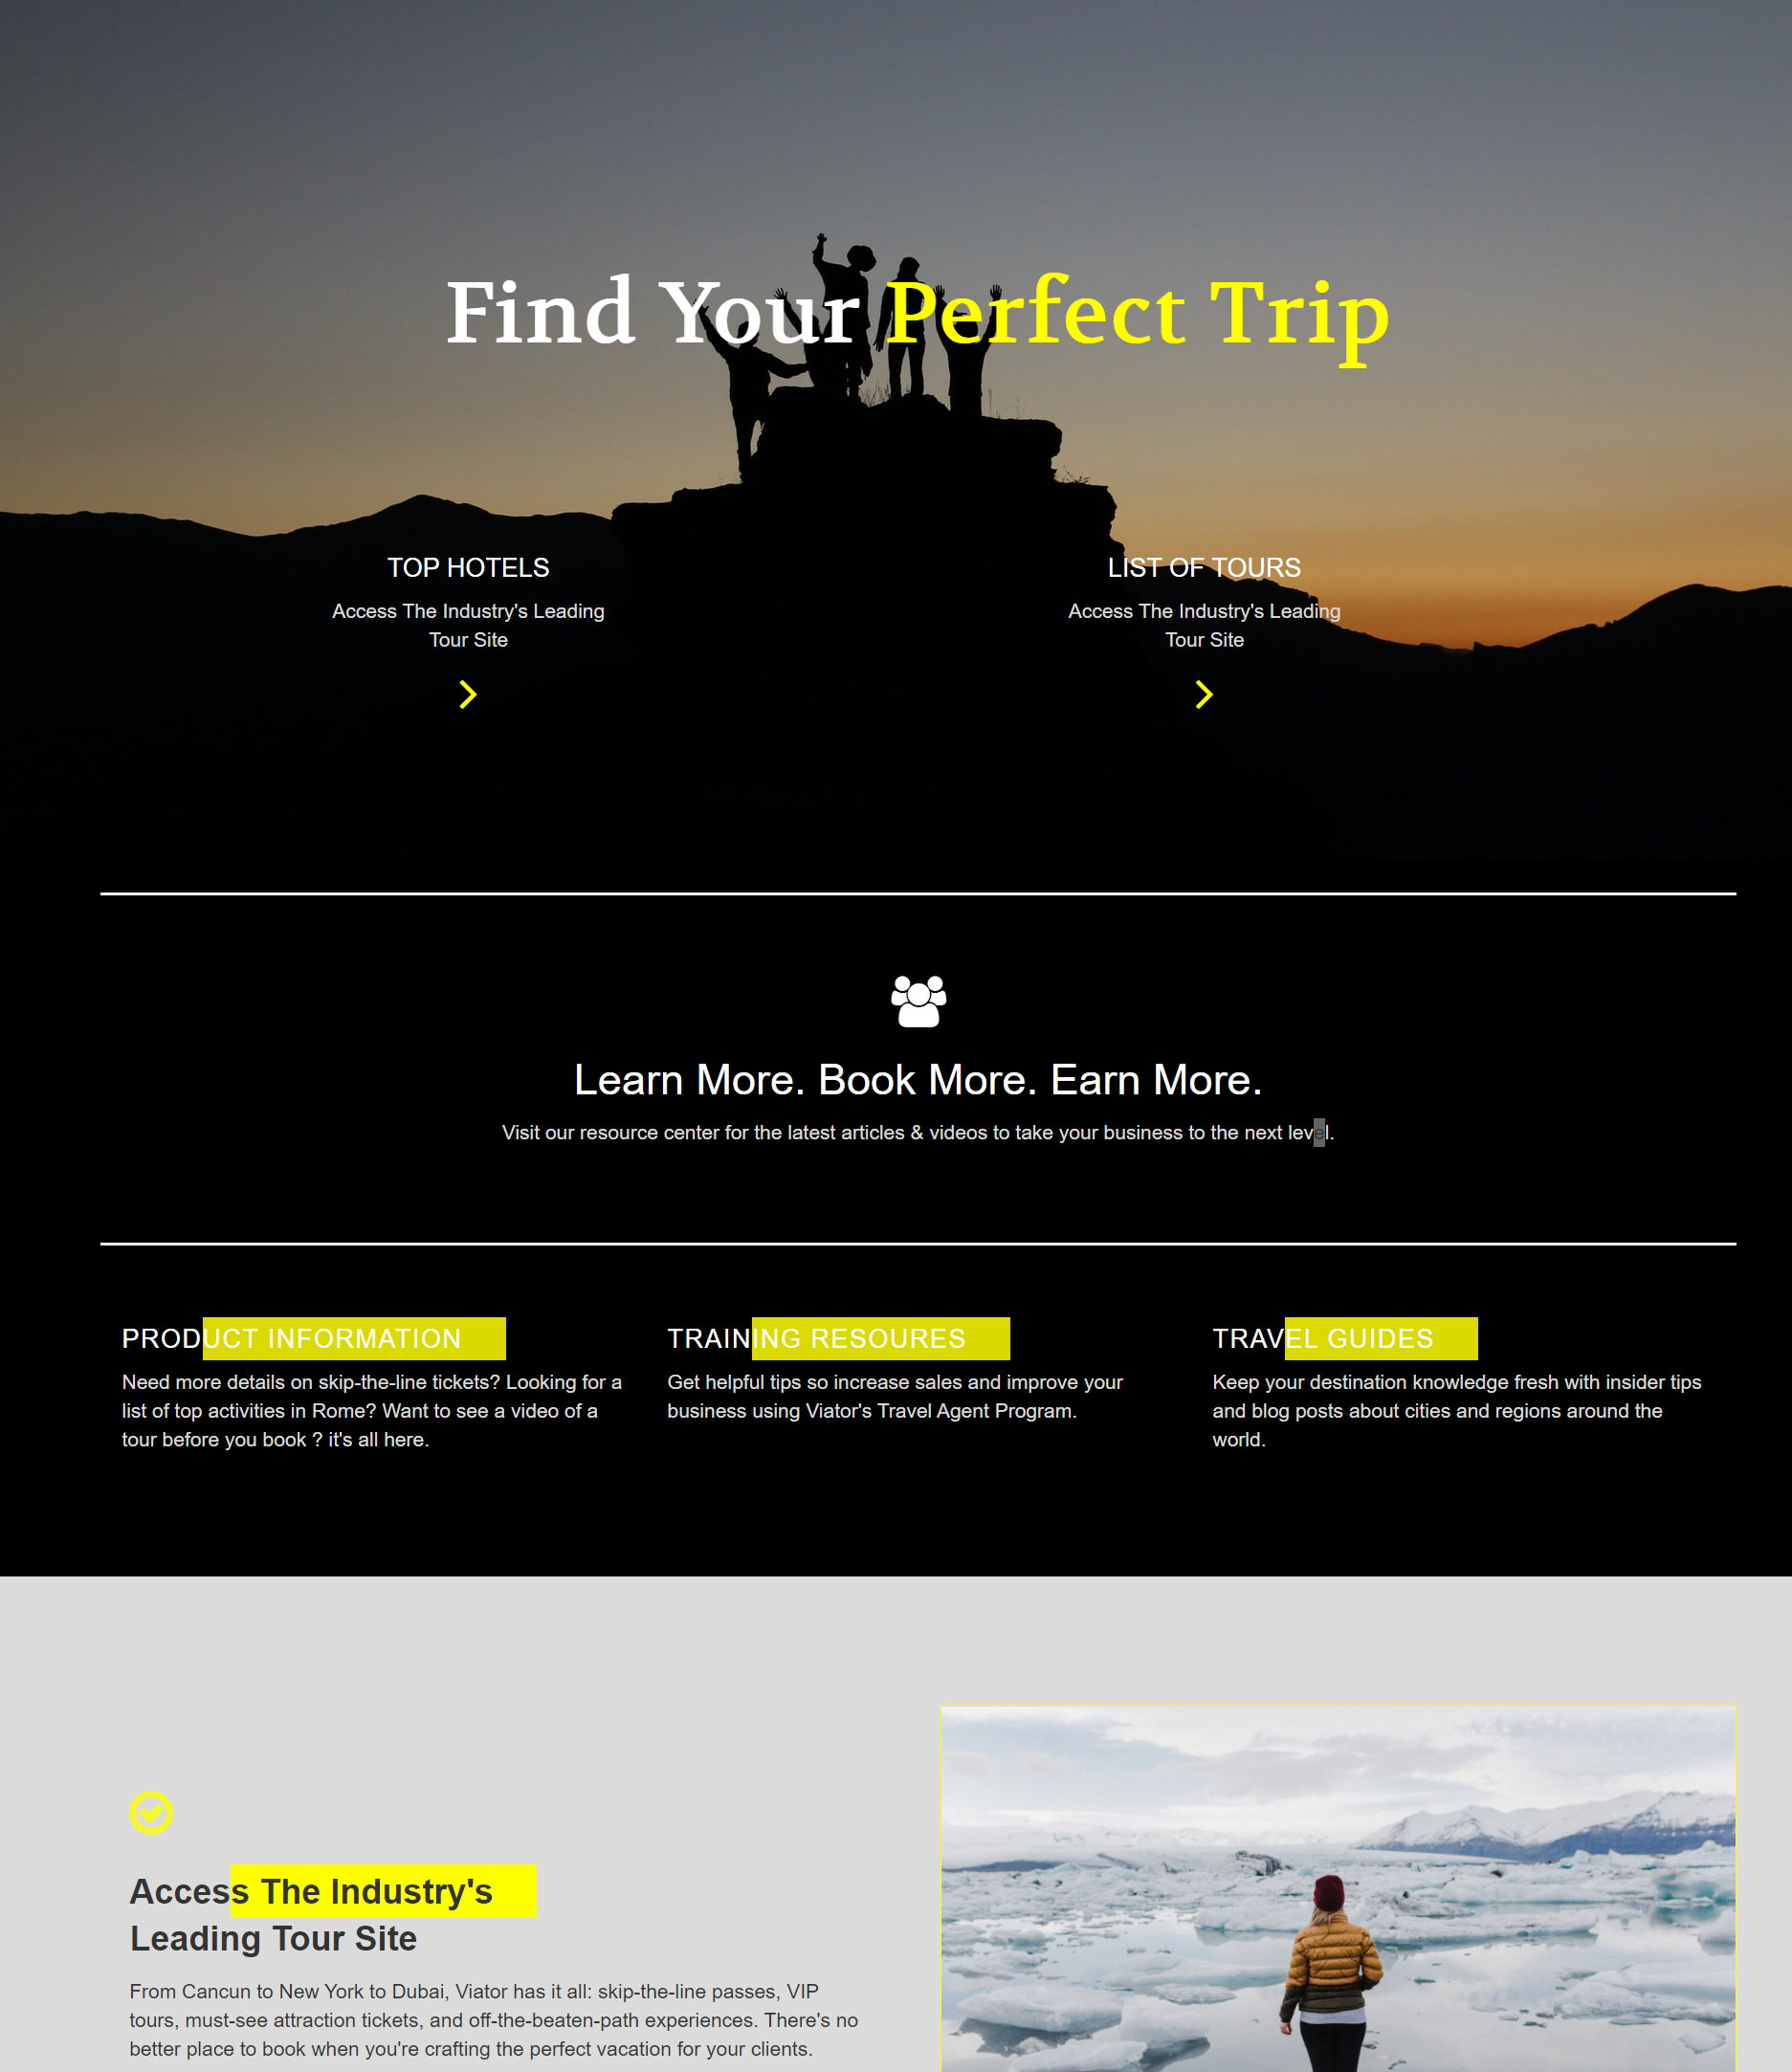 Find Your Perfect Trip
TOP HOTELS
Access The Industry's Leading
Tour Site
LIST OF TOURS
Access The Industry's Leading
Tour Site
Learn More. Book More. Earn More.
Visit our resource center for the latest articles & videos to take your business to the next level.
PRODUCT INFORMATION
Need more details on skip-the-line tickets? Looking for a
list of top activities in Rome? Want to see a video of a
tour before you book ? it's all here.
TRAINING RESOURES
Get helpful tips so increase sales and improve your
business using Viator's Travel Agent Program.
TRAVEL GUIDES
Keep your destination knowledge fresh with insider tips
and blog posts about cities and regions around the
world.
Access The Industry's
Leading Tour Site
From Cancun to New York to Dubai, Viator has it all: skip-the-line passes, VIP
tours, must-see attraction tickets, and off-the-beaten-path experiences. There's no
better place to book when you're crafting the perfect vacation for your clients.